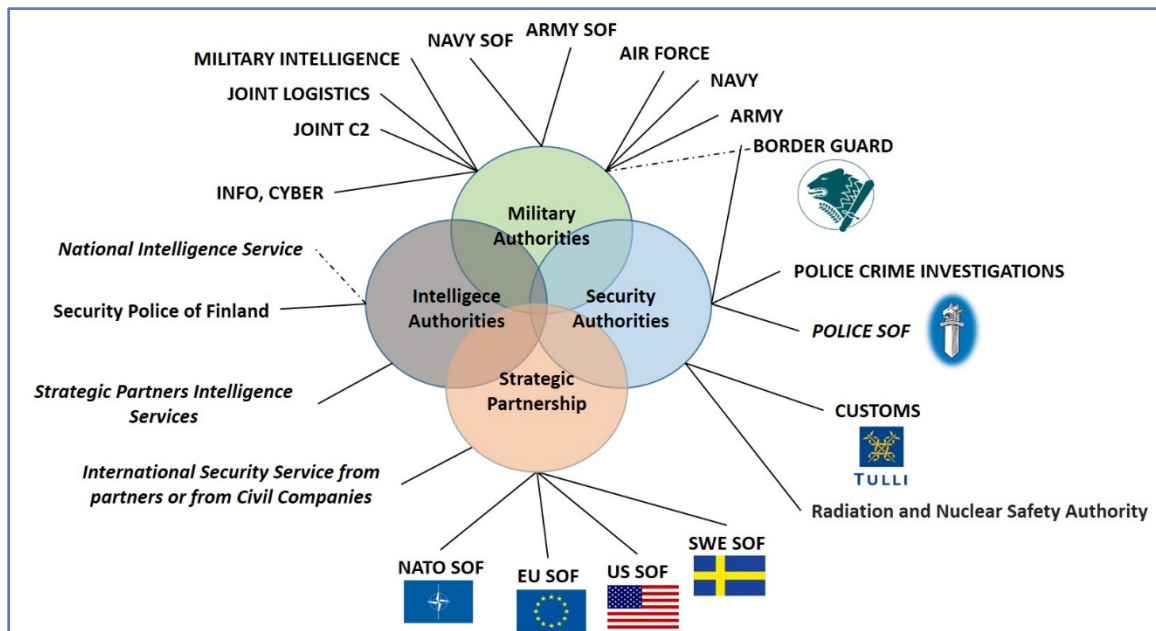 NAVY SOF
ARMY SOF
MILITARY INTELLIGENCE
AIR FORCE
JOINT LOGISTICS
NAVY
JOINT C2
ARMY
BORDER GUARD
INFO, CYBER
Military
Authorities
National Intelligence Service
POLICE CRIME INVESTIGATIONS
Security Police of Finland
Intelligece
Authorities
Security
Authorities
POLICE SOF
Strategic Partners Intelligence
Services
Strategic
Partnership
CUSTOMS
TULLI
International Security Service from
partners or from Civil Companies
Radiation and Nuclear Safety Authority
NATO SOF
EU SOF
US SOF
SWE SOF